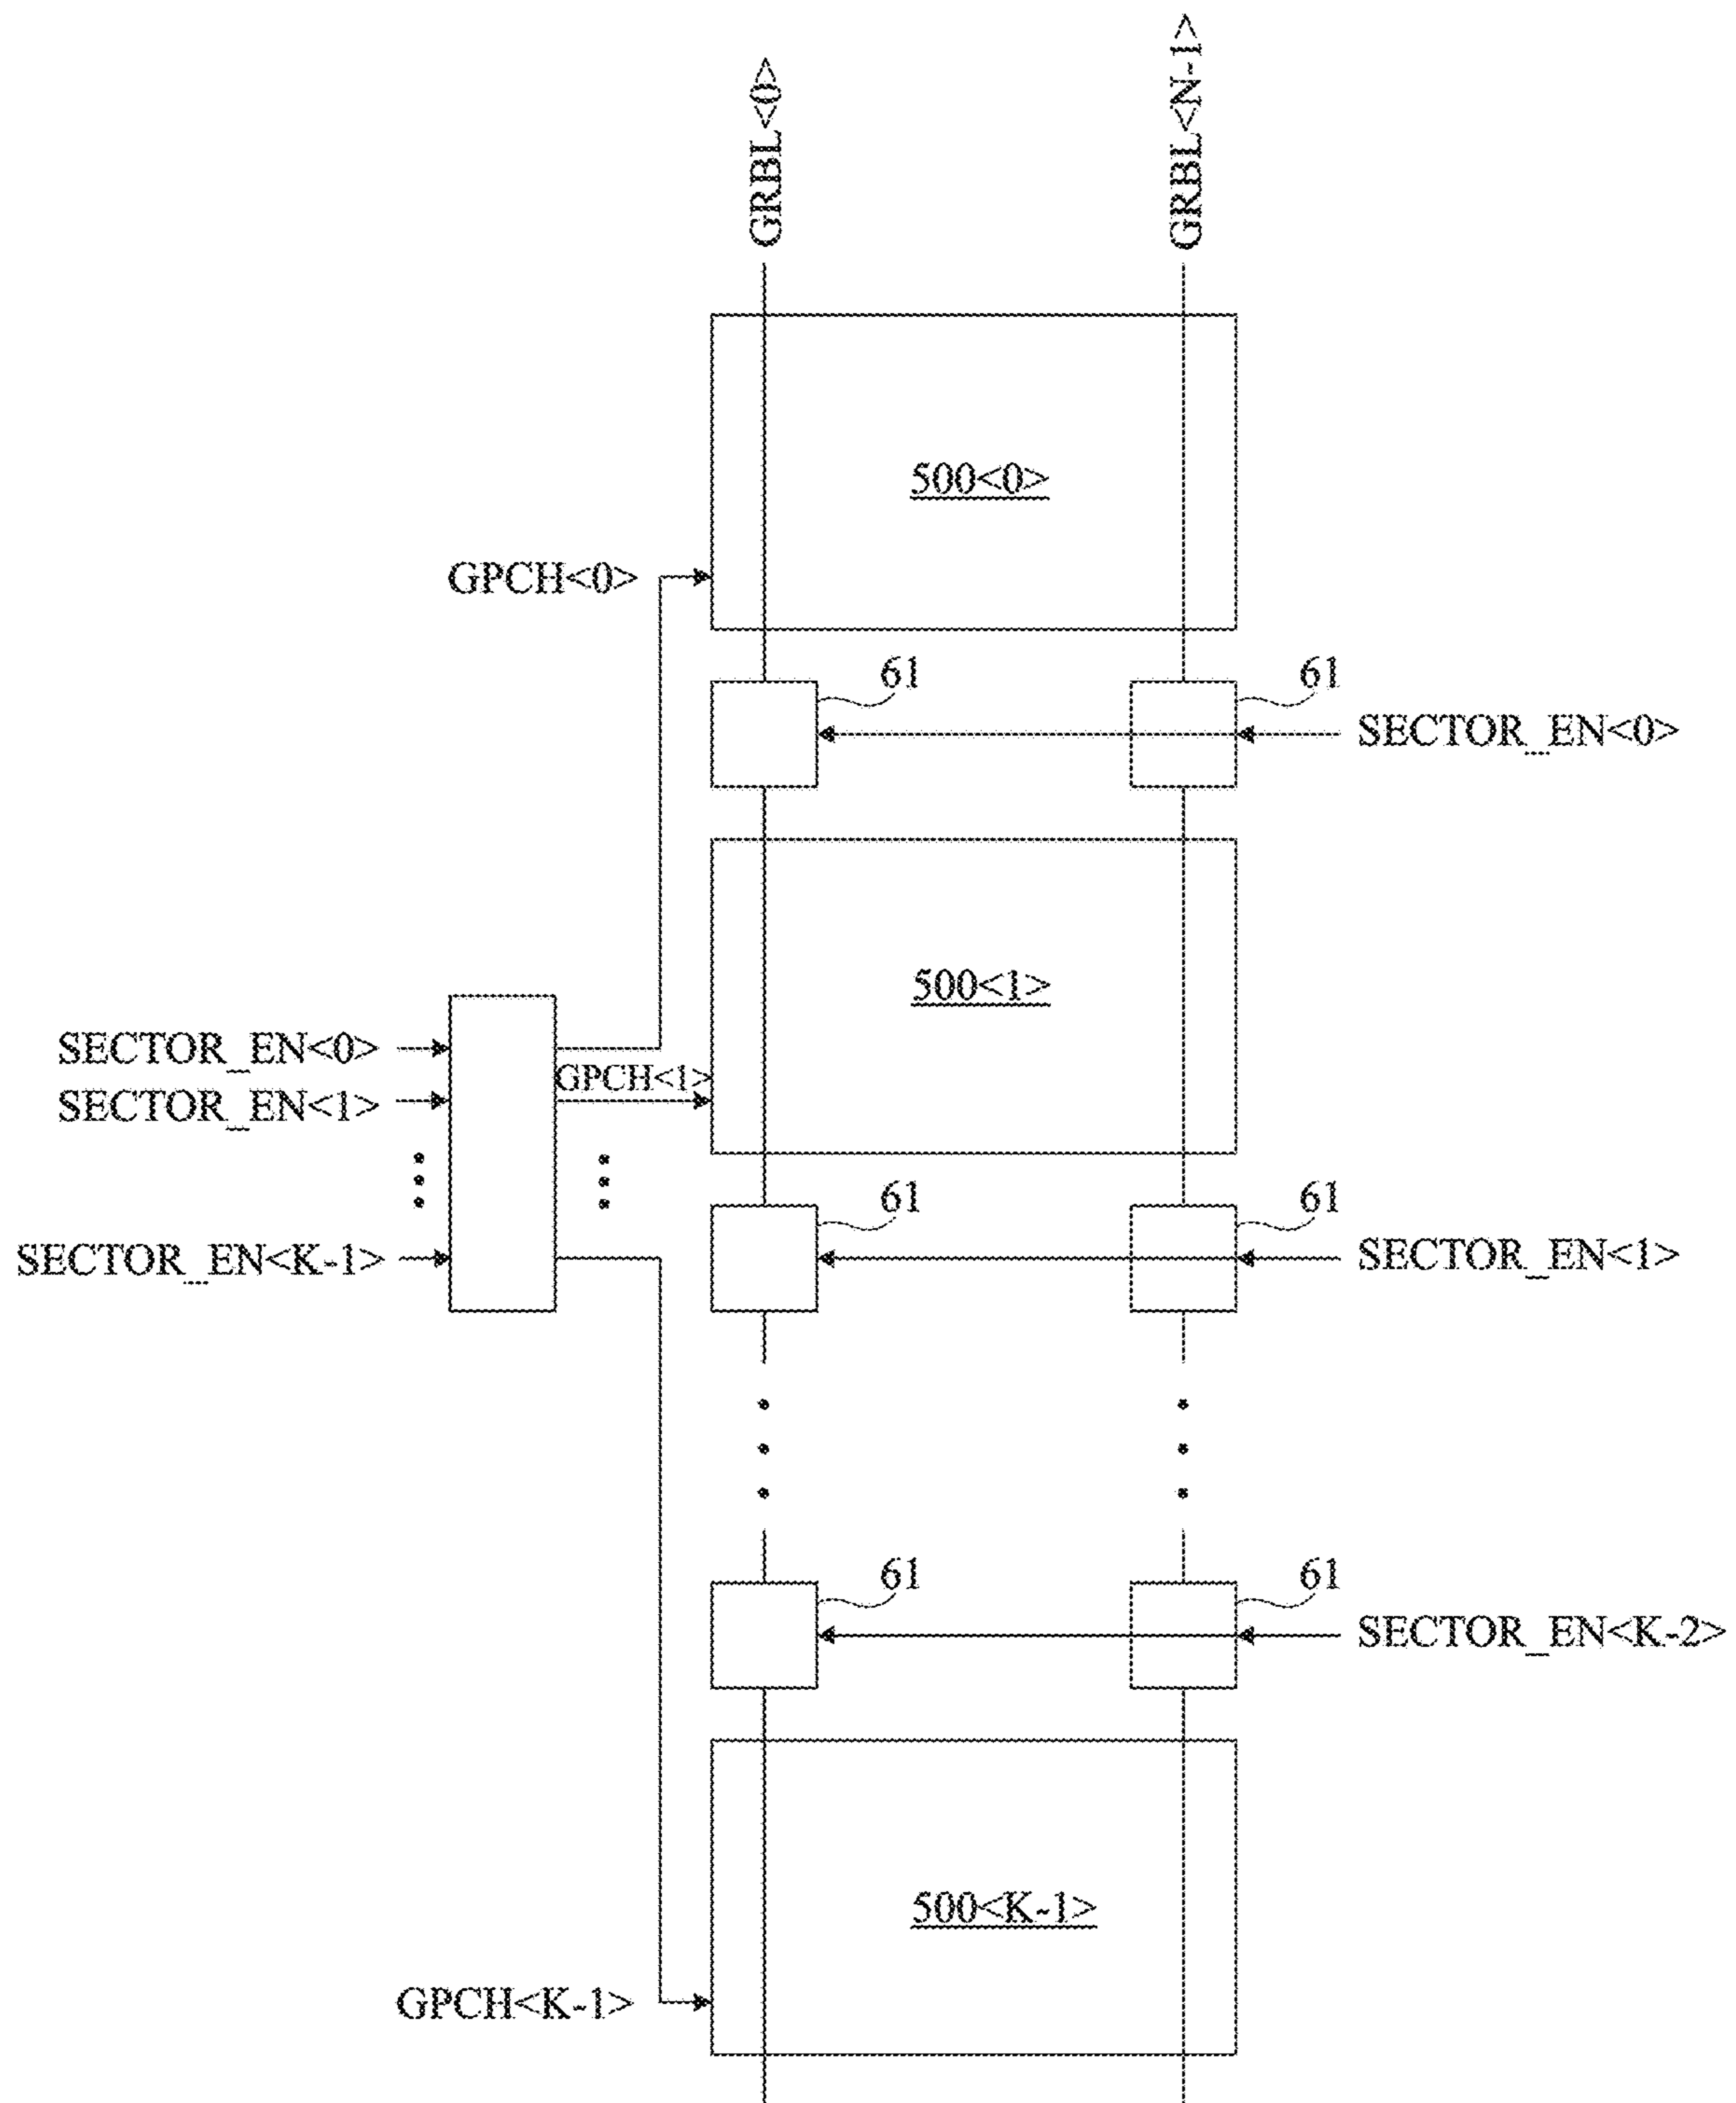 GRBL<0>
GRBL<N-1>
500<0>
GPCH<0>
61
61
SECTOR_EN<0>
500<1>
SECTOR_EN<0>
GPCH<1>
SECTOR_EN<1>
61
61
SECTOR_EN<K-1>
SECTOR_EN<1>
61
61
SECTOR_EN<K-2>
500<K-1>
GPCH<K-1>